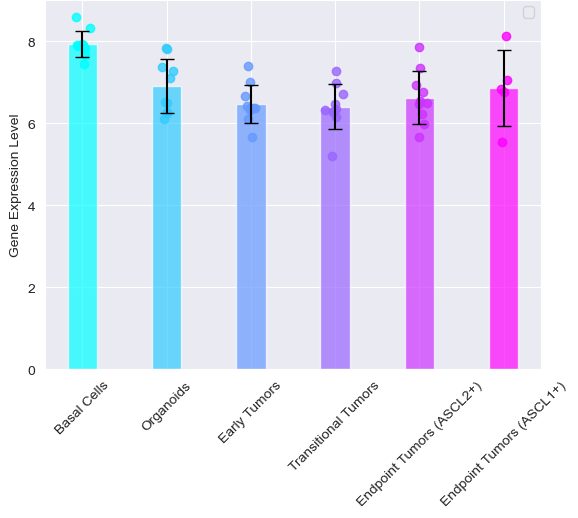 8
6
4
2
0
Gene Expression Level
Basal Cells
Organoids
Early Tumors
Transitional Tumors
Endpoint Tumors (ASCL2+)
Endpoint Tumors (ASCL1+)